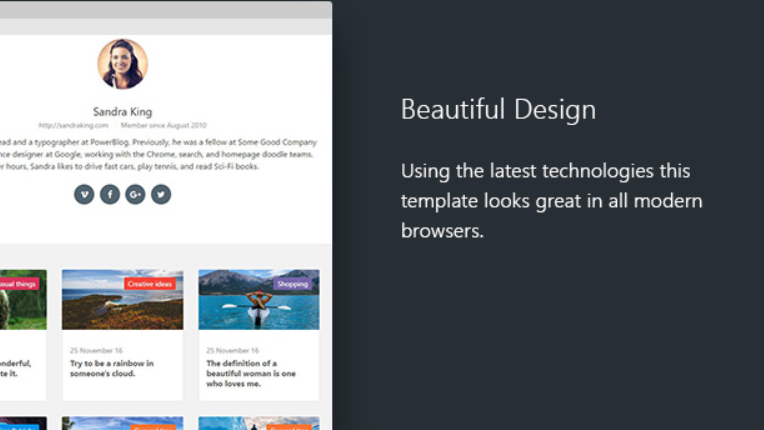 Sandra King
http://sandraking.com Member since August 2010
ead and a typographer at PowerBlog. Previously, he was a fellow at Some Good Company
nce designer at Google, working with the Chrome, search, and homepage doodle teams.
r hours, Sandra likes to drive fast cars, play tennis, and read Sci-Fi books.
Beautiful Design
Using the latest technologies this
template looks great in all modern
browsers.
sual things
Creative ideas
Shopping
onderful,
te it.
25 November 16
Try to be a rainbow in
someone's cloud.
25 November 16
The definition of a
beautiful woman is one
who loves me.